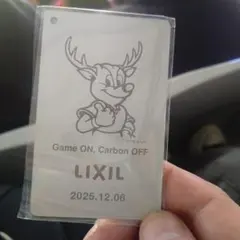 Game ON, Carbon OFF
LIXIL
2025.12.06